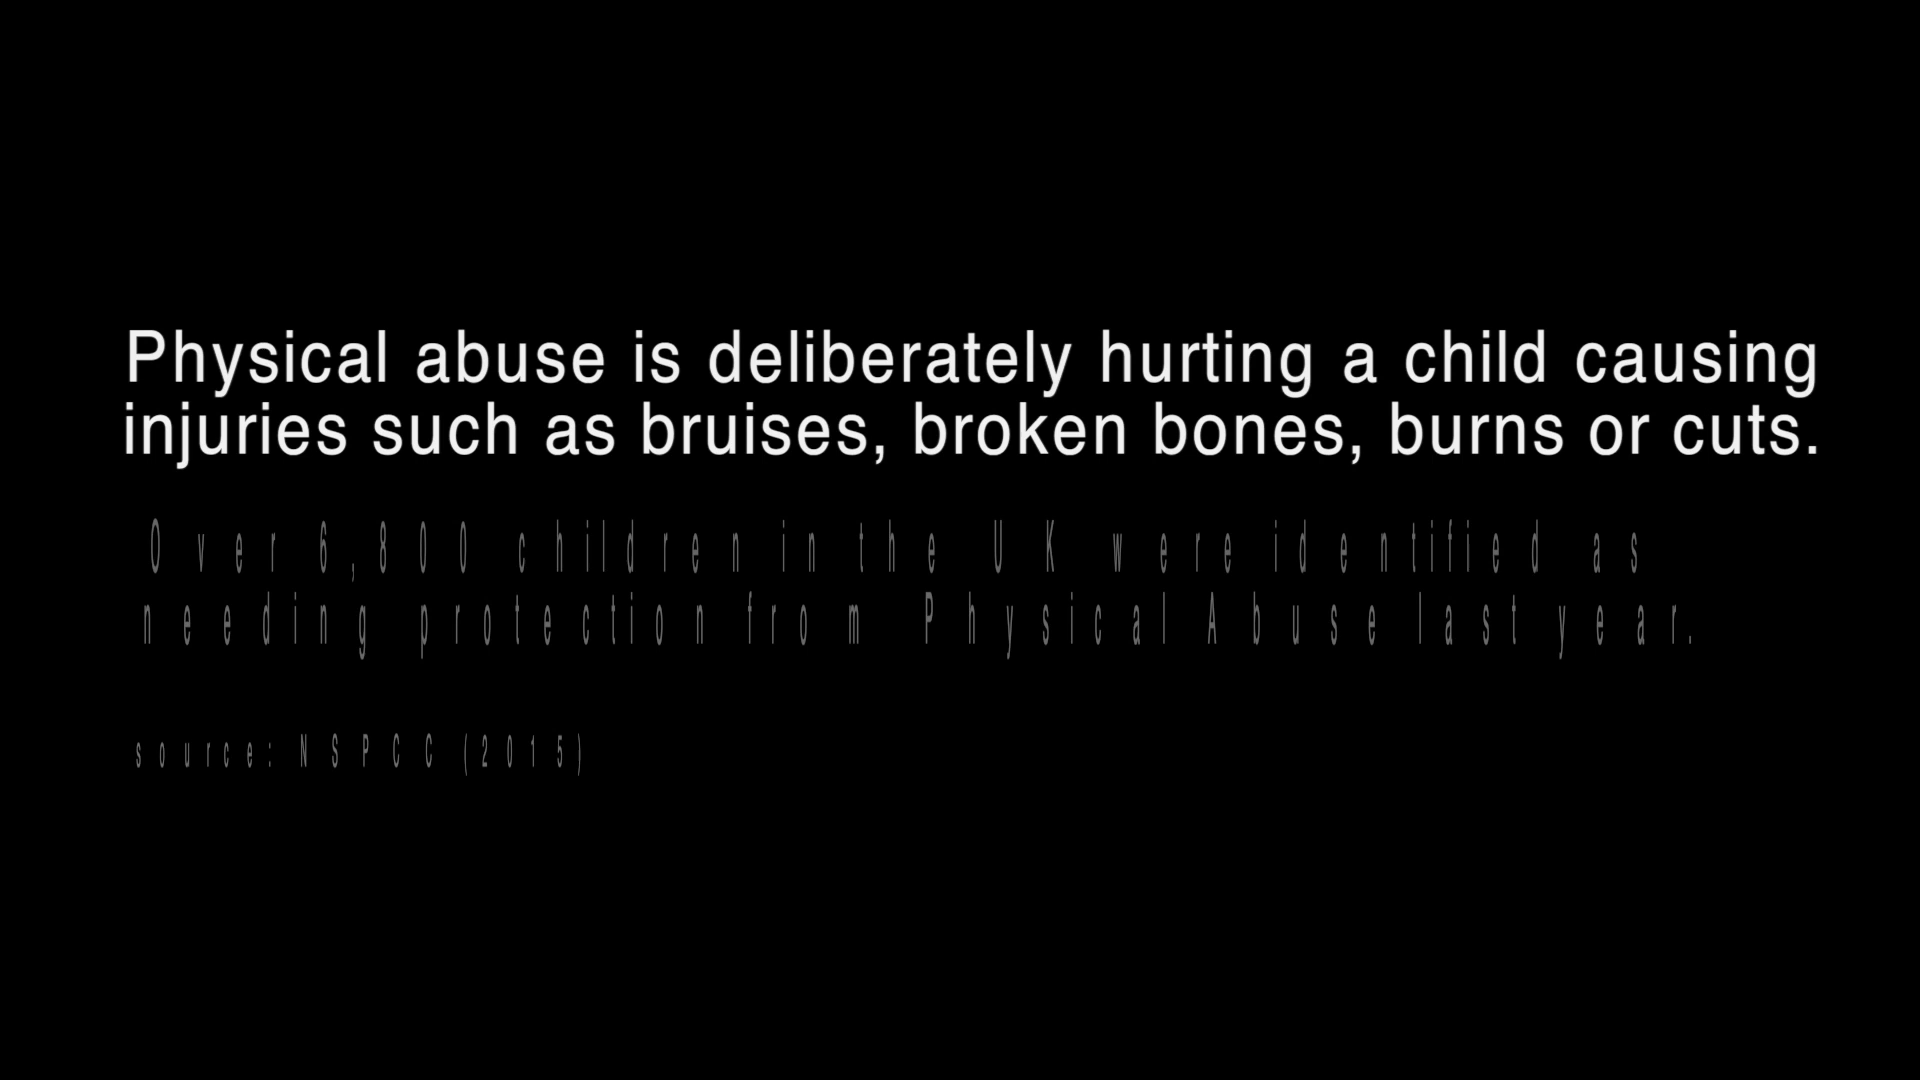 Physical abuse is deliberately hurting a child causing
injuries such as bruises, broken bones, burns or cuts.
Over 6,800 children in the UK were identified as
needing protection from Physical Abuse last year.
source: NSPCC (2015)